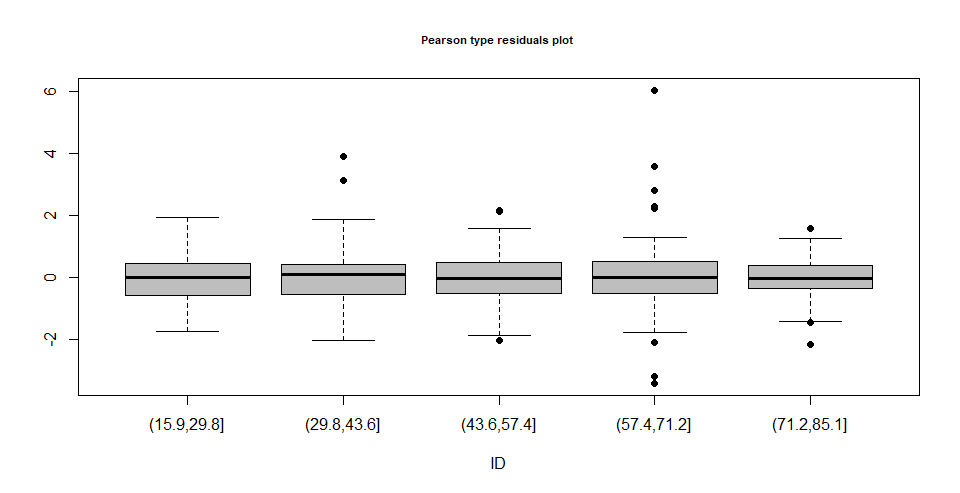 Pearson type residuals plot
6
4
2
0
-2
(15.9,29.8] (29.8,43.6] (43.6,57.4] (57.4,71.2] (71.2,85.1]
ID